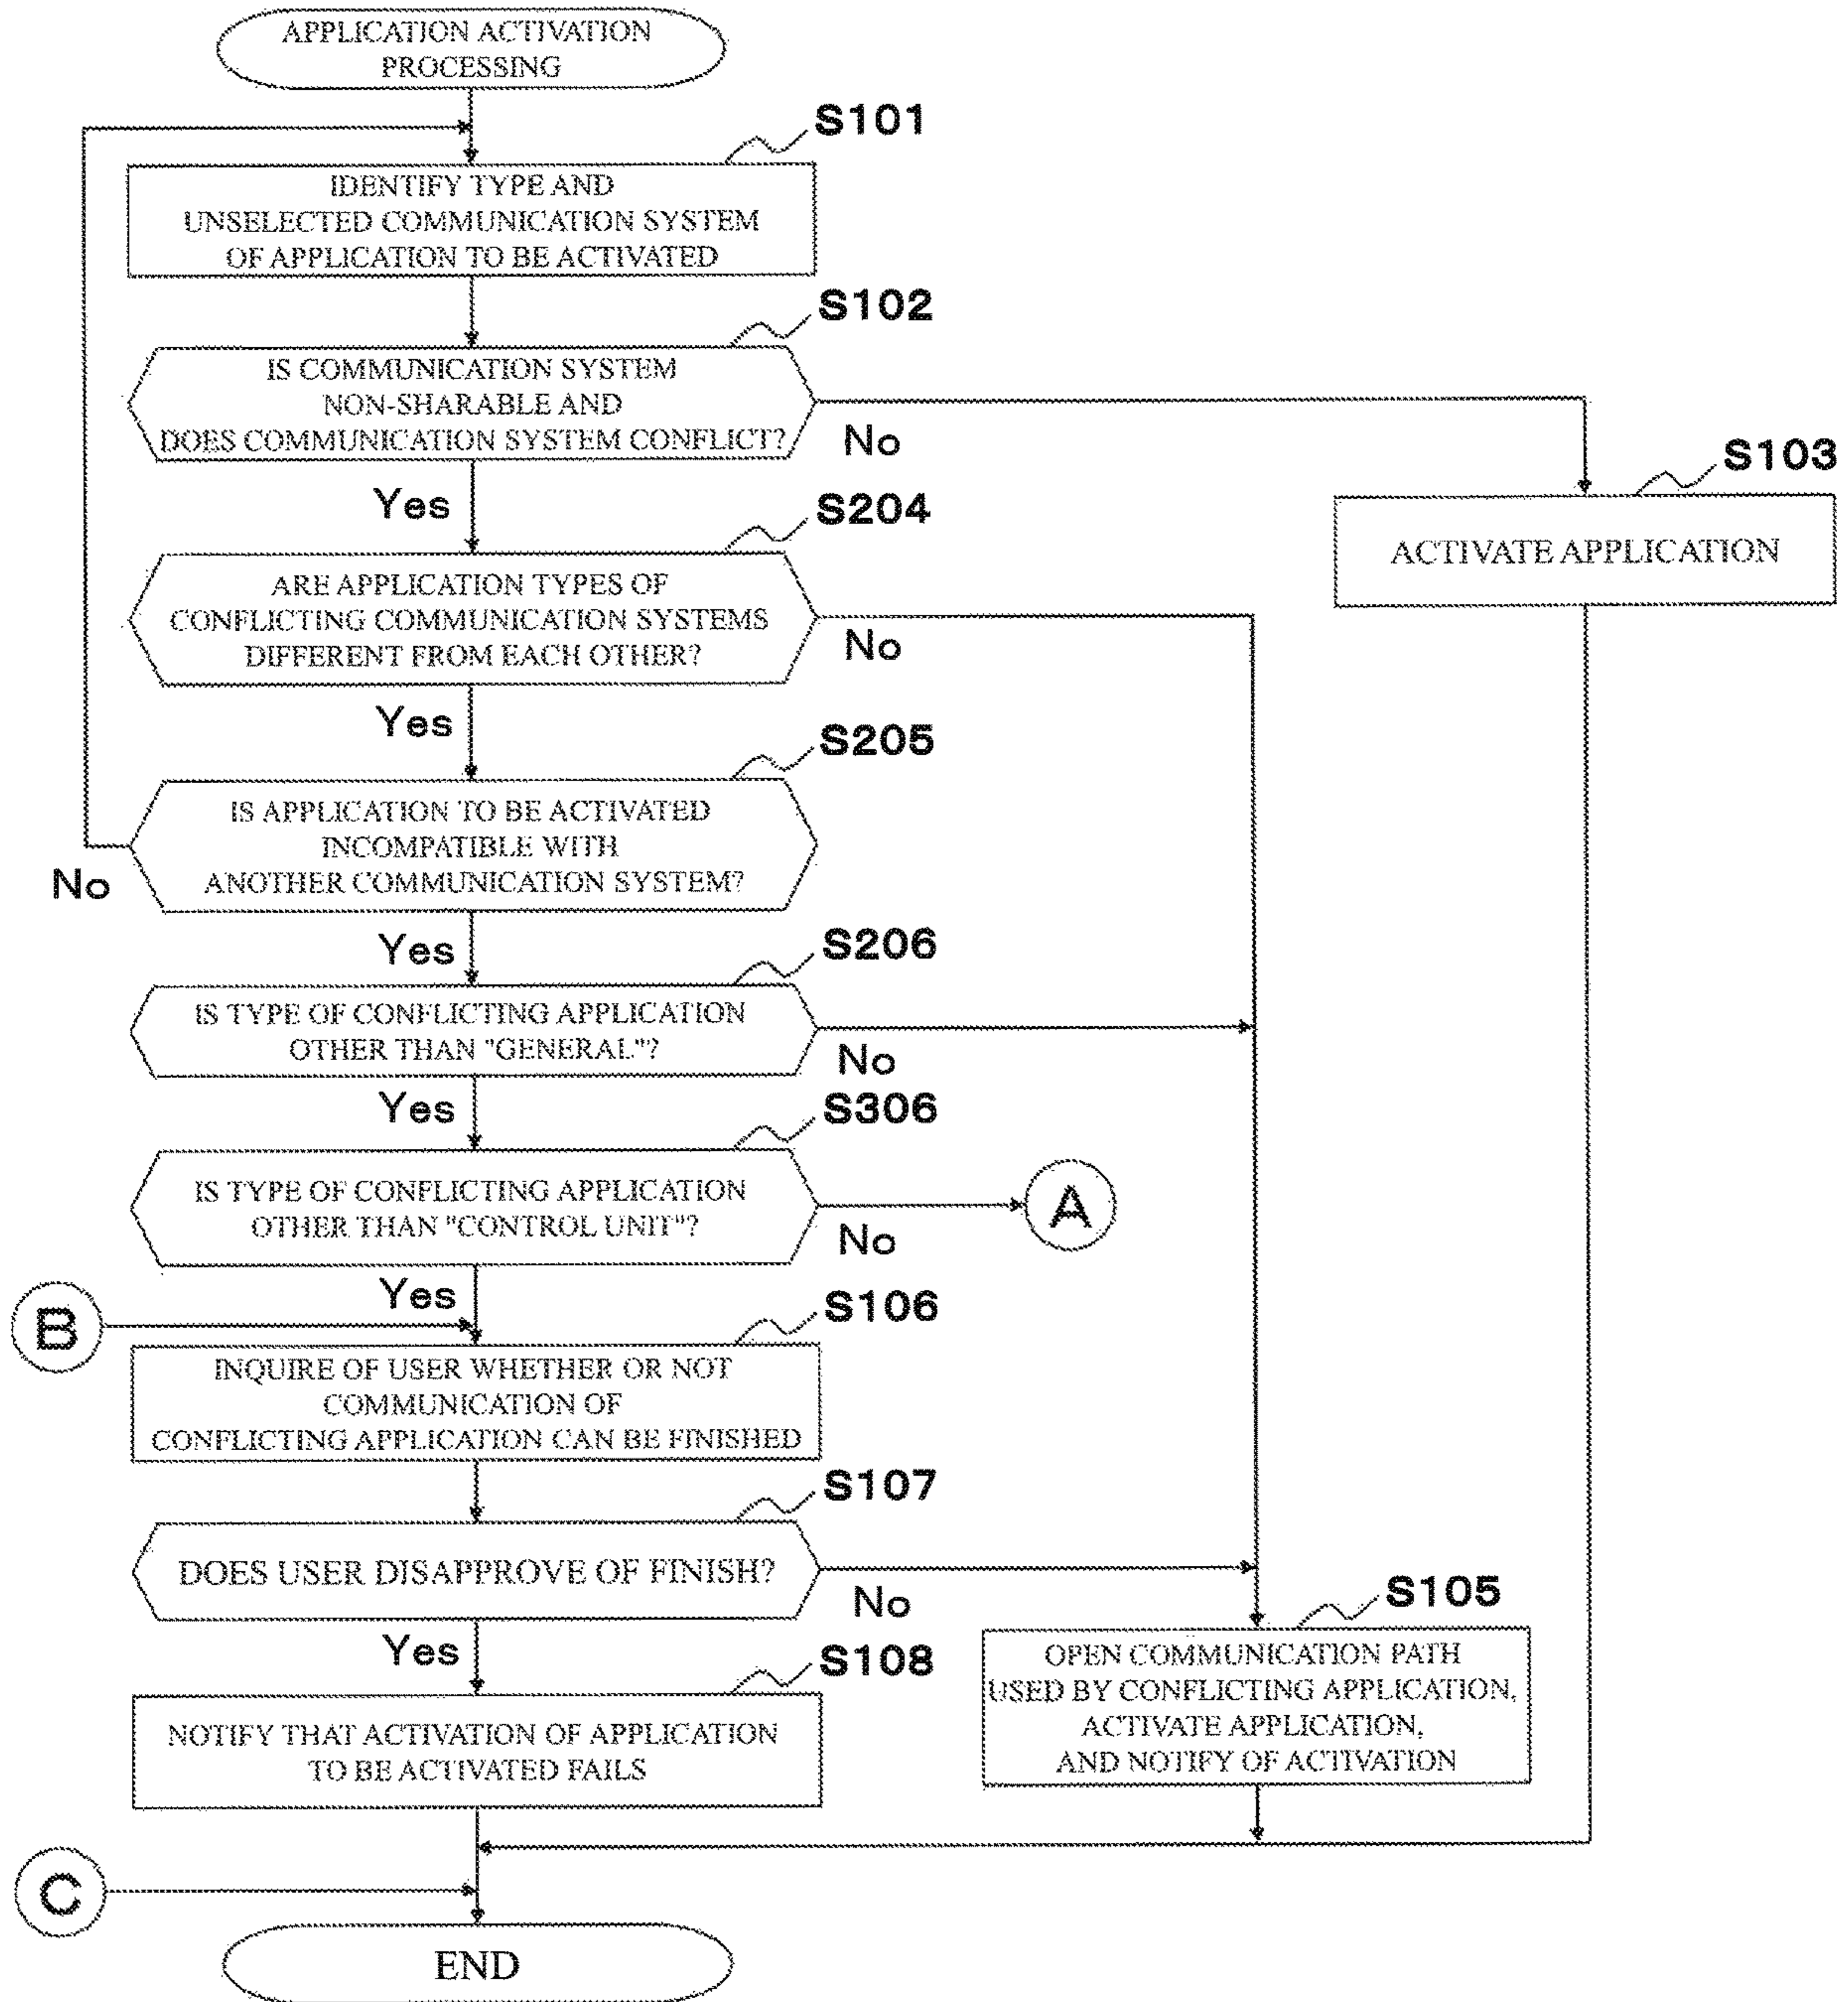 APPLICATION ACTIVATION
PROCESSING
S101
IDENTIFY TYPE AND
UNSELECTED COMMUNICATION SYSTEM
OF APPLICATION TO BE ACTIVATED
S102
IS COMMUNICATION SYSTEM
NON-SHARABLE AND
DOES COMMUNICATION SYSTEM CONFLICT?
No
Yes
S103
ACTIVATE APPLICATION
S204
ARE APPLICATION TYPES OF
CONFLICTING COMMUNICATION SYSTEMS
DIFFERENT FROM EACH OTHER?
No
Yes
S205
IS APPLICATION TO BE ACTIVATED
INCOMPATIBLE WITH
ANOTHER COMMUNICATION SYSTEM?
No
Yes
S206
IS TYPE OF CONFLICTING APPLICATION
OTHER THAN "GENERAL"?
No
Yes
S306
IS TYPE OF CONFLICTING APPLICATION
OTHER THAN "CONTROL UNIT"?
No
A
Yes
B
S106
INQUIRE OF USER WHETHER OR NOT
COMMUNICATION OF
CONFLICTING APPLICATION CAN BE FINISHED
S107
DOES USER DISAPPROVE OF FINISH?
No
Yes
S105
OPEN COMMUNICATION PATH
USED BY CONFLICTING APPLICATION,
ACTIVATE APPLICATION,
AND NOTIFY OF ACTIVATION
S108
NOTIFY THAT ACTIVATION OF APPLICATION
TO BE ACTIVATED FAILS
C
END